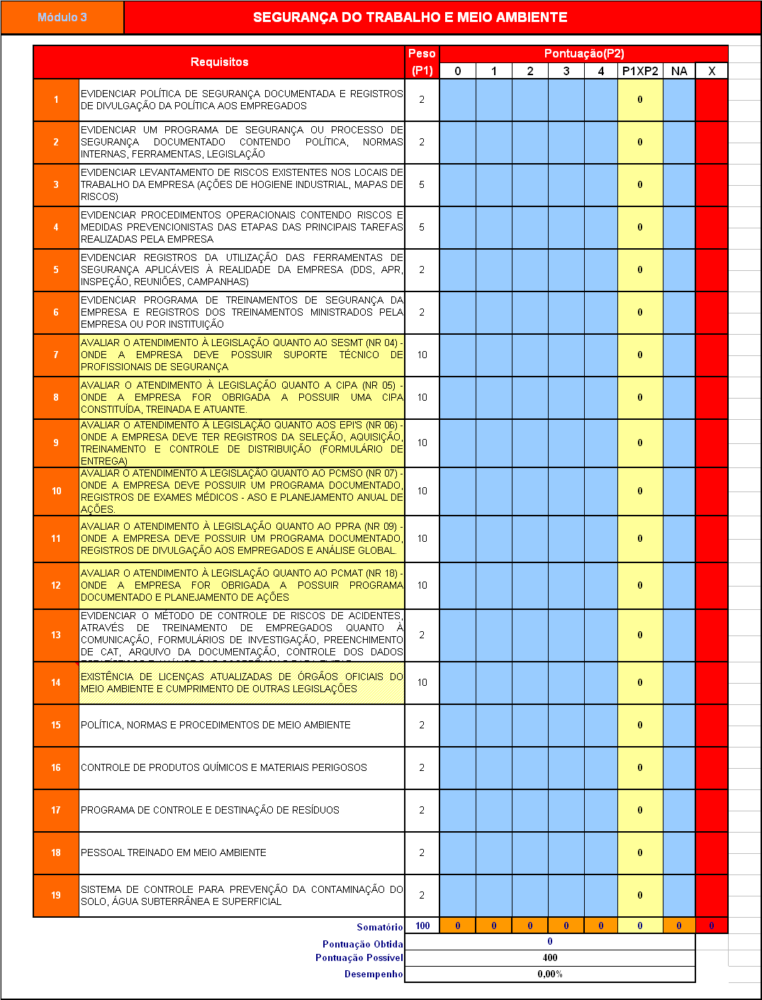 Módulo 3
SEGURANÇA DO TRABALHO E MEIO AMBIENTE
Requisitos
Peso
(P1)
Pontuação(P2)
0 1 2 3 4 P1XP2 NA X
1
EVIDENCIAR POLÍTICA DE SEGURANÇA DOCUMENTADA E REGISTROS
DE DIVULGAÇÃO DA POLÍTICA AOS EMPREGADOS
2 0
2
EVIDENCIAR UM PROGRAMA DE SEGURANÇA OU PROCESSO DE
SEGURANÇA DOCUMENTADO CONTENDO POLÍTICA, NORMAS
INTERNAS, FERRAMENTAS, LEGISLAÇÃO
2 0
3
EVIDENCIAR LEVANTAMENTO DE RISCOS EXISTENTES NOS LOCAIS DE
TRABALHO DA EMPRESA (AÇÕES DE HOGIENE INDUSTRIAL, MAPAS DE
RISCOS)
5 0
4
EVIDENCIAR PROCEDIMENTOS OPERACIONAIS CONTENDO RISCOS E
MEDIDAS PREVENCIONISTAS DAS ETAPAS DAS PRINCIPAIS TAREFAS
REALIZADAS PELA EMPRESA
5 0
5
EVIDENCIAR REGISTROS DA UTILIZAÇÃO DAS FERRAMENTAS DE
SEGURANÇA APLICÁVEIS À REALIDADE DA EMPRESA (DDS, APR,
INSPEÇÃO, REUNIÕES, CAMPANHAS)
2 0
6
EVIDENCIAR PROGRAMA DE TREINAMENTOS DE SEGURANÇA DA
EMPRESA E REGISTROS DOS TREINAMENTOS MINISTRADOS PELA
EMPRESA OU POR INSTITUIÇÃO
2 0
7
AVALIAR O ATENDIMENTO À LEGISLAÇÃO QUANTO AO SESMT (NR 04) -
ONDE A EMPRESA DEVE POSSUIR SUPORTE TÉCNICO DE
PROFISSIONAIS DE SEGURANÇA
10 0
8
AVALIAR O ATENDIMENTO À LEGISLAÇÃO QUANTO A CIPA (NR 05) -
ONDE A EMPRESA FOR OBRIGADA A POSSUIR UMA CIPA
CONSTITUÍDA, TREINADA E ATUANTE.
10 0
9
AVALIAR O ATENDIMENTO À LEGISLAÇÃO QUANTO AOS EPI'S (NR 06) -
ONDE A EMPRESA DEVE TER REGISTROS DA SELEÇÃO, AQUISIÇÃO,
TREINAMENTO E CONTROLE DE DISTRIBUIÇÃO (FORMULÁRIO DE
ENTREGA)
10 0
10
AVALIAR O ATENDIMENTO À LEGISLAÇÃO QUANTO AO PCMSO (NR 07) -
ONDE A EMPRESA DEVE POSSUIR UM PROGRAMA DOCUMENTADO,
REGISTROS DE EXAMES MÉDICOS - ASO E PLANEJAMENTO ANUAL DE
AÇÕES.
10 0
11
AVALIAR O ATENDIMENTO À LEGISLAÇÃO QUANTO AO PPRA (NR 09) -
ONDE A EMPRESA DEVE POSSUIR UM PROGRAMA DOCUMENTADO,
REGISTROS DE DIVULGAÇÃO AOS EMPREGADOS E ANÁLISE GLOBAL.
10 0
12
AVALIAR O ATENDIMENTO À LEGISLAÇÃO QUANTO AO PCMAT (NR 18) -
ONDE A EMPRESA FOR OBRIGADA A POSSUIR PROGRAMA
DOCUMENTADO E PLANEJAMENTO DE AÇÕES
10 0
13
EVIDENCIAR O MÉTODO DE CONTROLE DE RISCOS DE ACIDENTES,
ATRAVÉS DE TREINAMENTO DE EMPREGADOS QUANTO À
COMUNICAÇÃO, FORMULÁRIOS DE INVESTIGAÇÃO, PREENCHIMENTO
DE CAT, ARQUIVO DA DOCUMENTAÇÃO, CONTROLE DOS DADOS
2 0
14
EXISTÊNCIA DE LICENÇAS ATUALIZADAS DE ÓRGÃOS OFICIAIS DO
MEIO AMBIENTE E CUMPRIMENTO DE OUTRAS LEGISLAÇÕES
10 0
15
POLÍTICA, NORMAS E PROCEDIMENTOS DE MEIO AMBIENTE
2 0
16
CONTROLE DE PRODUTOS QUÍMICOS E MATERIAIS PERIGOSOS
2 0
17
PROGRAMA DE CONTROLE E DESTINAÇÃO DE RESÍDUOS
2 0
18
PESSOAL TREINADO EM MEIO AMBIENTE
2 0
19
SISTEMA DE CONTROLE PARA PREVENÇÃO DA CONTAMINAÇÃO DO
SOLO, ÁGUA SUBTERRÂNEA E SUPERFICIAL
2 0
Somatório 100 0 0 0 0 0 0 0 0
Pontuação Obtida 0
Pontuação Possível 400
Desempenho 0,00%